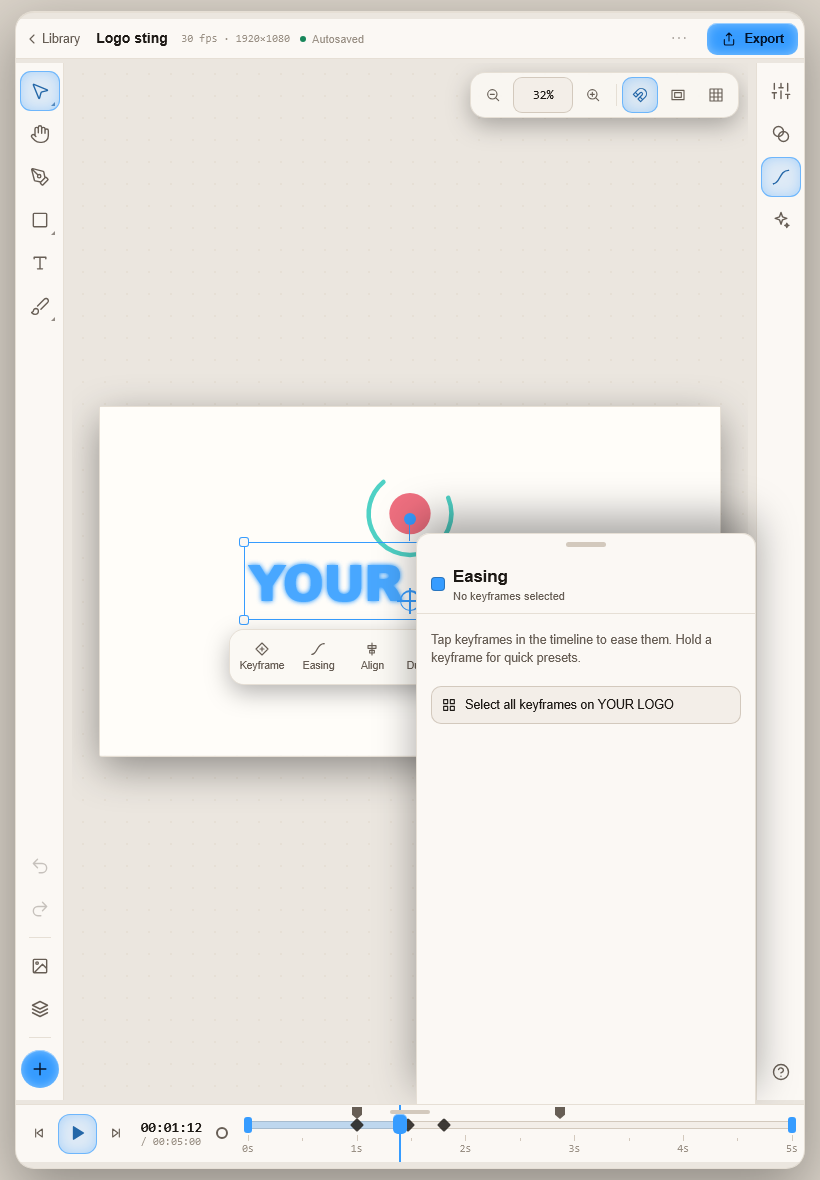 Library Logo sting 30 fps · 1920×1080 Autosaved ··· Export
32%
YOUR
Keyframe Easing Align
Easing
No keyframes selected
Tap keyframes in the timeline to ease them. Hold a
keyframe for quick presets.
Select all keyframes on YOUR LOGO
00:01:12
/ 00:05:00
0s 1s 2s 3s 4s 5s